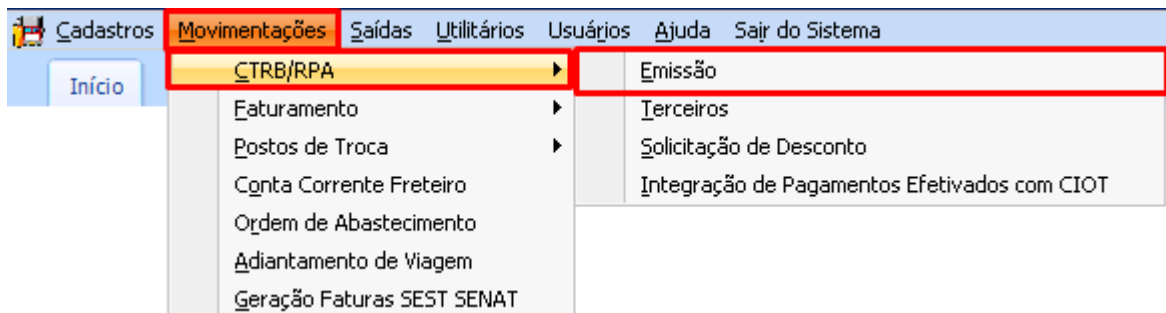 Cadastros Movimentações Saídas Utilitários Usuários Ajuda Sair do Sistema
Início
CTRB/RPA
Faturamento
Postos de Troca
Conta Corrente Freteiro
Ordem de Abastecimento
Adiantamento de Viagem
Geração Faturas SEST SENAT
Emissão
Terceiros
Solicitação de Desconto
Integração de Pagamentos Efetivados com CIOT